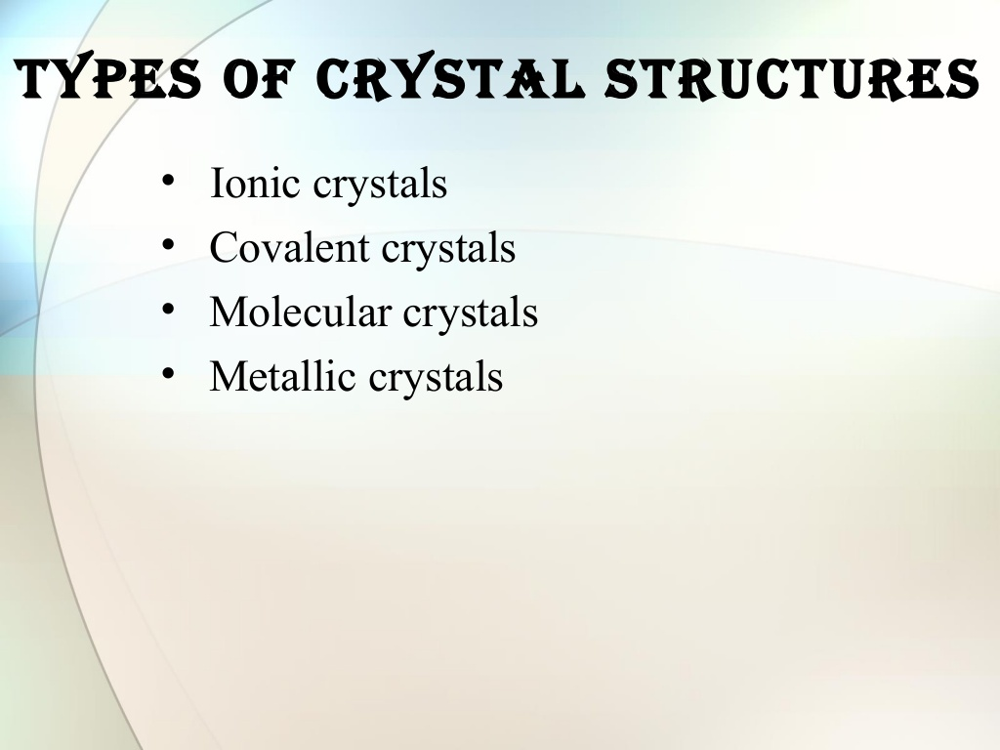 TYPES OF CRYSTAL STRUCTURES
• Ionic crystals
• Covalent crystals
• Molecular crystals
• Metallic crystals